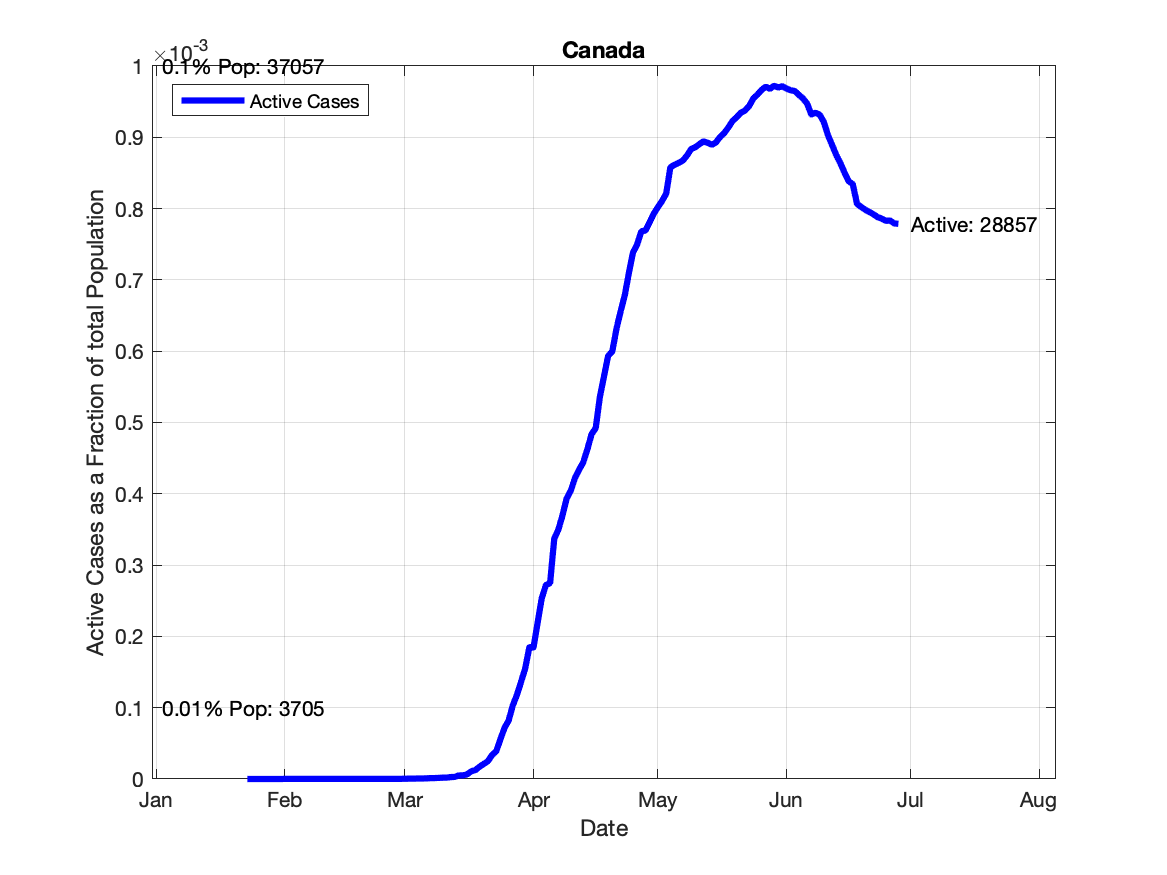 Canada
×10-3
0.1% Pop: 37057
Active Cases
1
0.9
0.8
0.7
0.6
0.5
0.4
0.3
0.2
0.1
0
Active Cases as a Fraction of total Population
Active: 28857
0.01% Pop: 3705
Jan Feb Mar Apr May Jun Jul Aug
Date